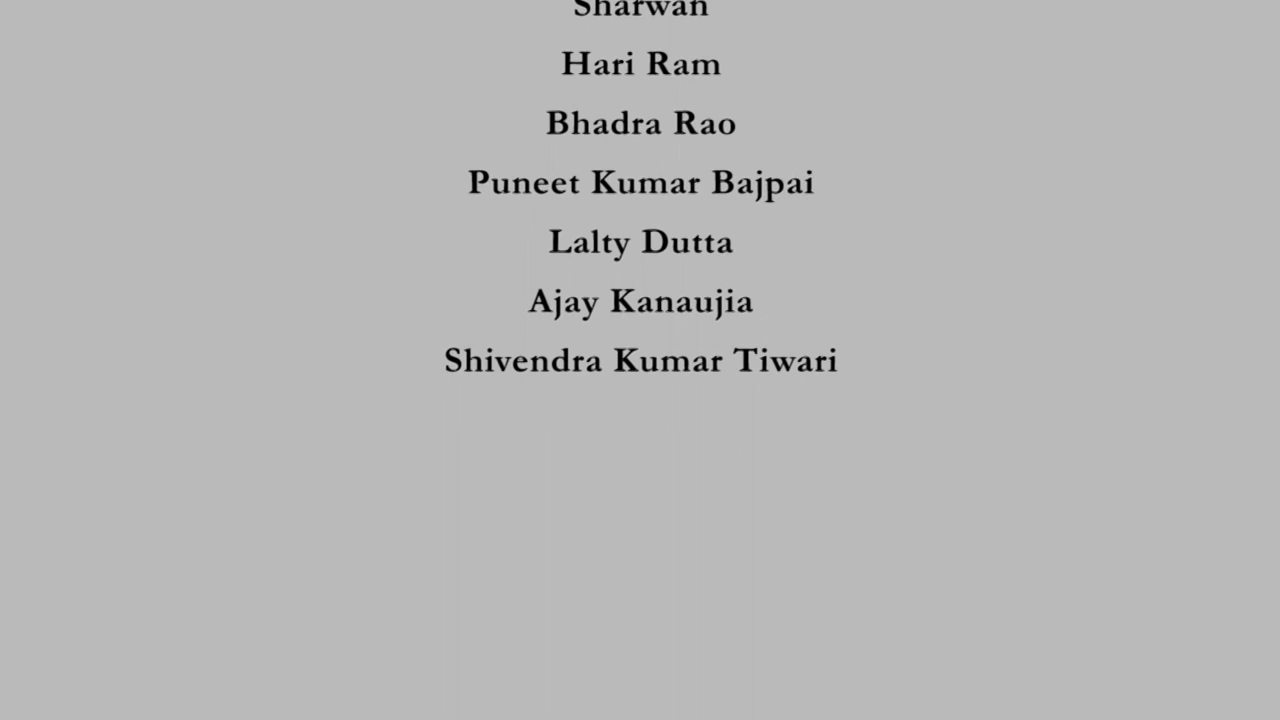 Sharwan
Hari Ram
Bhadra Rao
Puneet Kumar Bajpai
Lalty Dutta
Ajay Kanaujia
Shivendra Kumar Tiwari